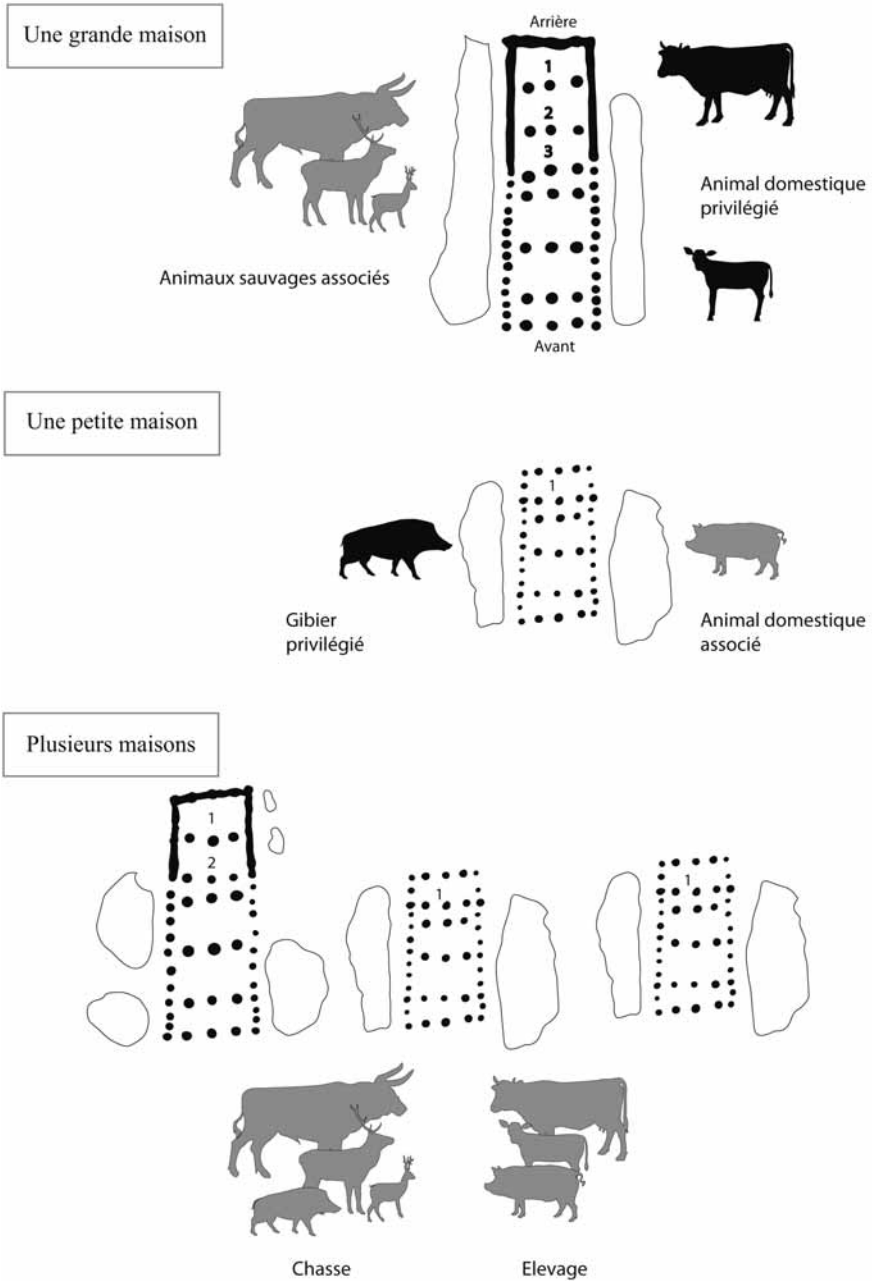 Une grande maison
Arrière
1
2
3
Animaux sauvages associés
Animal domestique
privilégié
Avant
Une petite maison
1
Gibier
privilégié
Animal domestique
associé
Plusieurs maisons
1
2
1
1
Chasse
Elevage